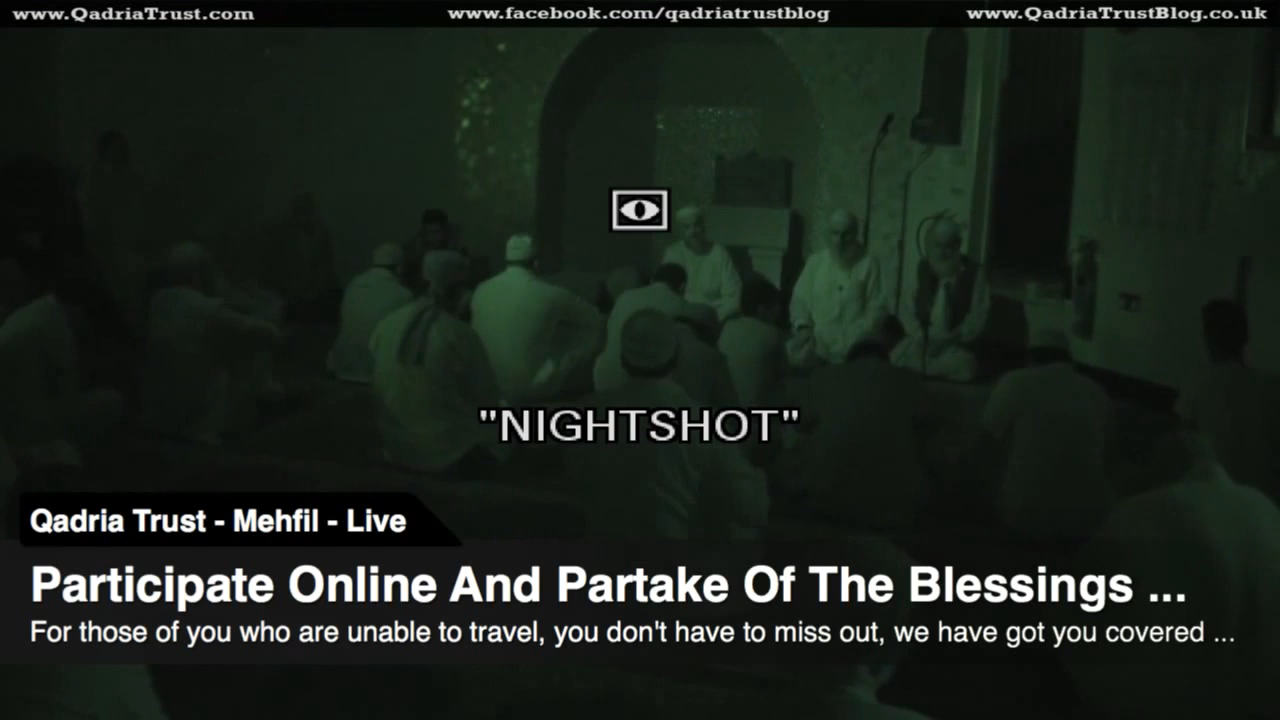 www.QadriaTrust.com www.facebook.com/qadriatrustblog www.QadriaTrustBlog.co.uk
"NIGHTSHOT"
Qadria Trust - Mehfil - Live
Participate Online And Partake Of The Blessings ...
For those of you who are unable to travel, you don't have to miss out, we have got you covered ...